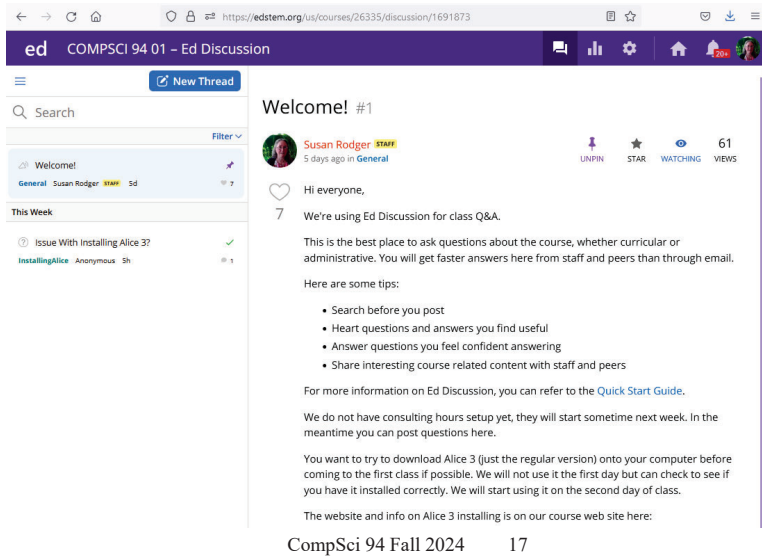 https://edstem.org/us/courses/26335/discussion/1691873
ed COMPSCI 94 01 – Ed Discussion
20+
New Thread
Search
Filter
Welcome!
General Susan Rodger STAFF 5d 7
This Week
Issue With Installing Alice 3?
InstallingAlice Anonymous 5h 1
Welcome! #1
Susan Rodger STAFF
5 days ago in General
UNPIN STAR WATCHING 61 VIEWS
7
Hi everyone,
We're using Ed Discussion for class Q&A.
This is the best place to ask questions about the course, whether curricular or
administrative. You will get faster answers here from staff and peers than through email.
Here are some tips:
• Search before you post
• Heart questions and answers you find useful
• Answer questions you feel confident answering
• Share interesting course related content with staff and peers
For more information on Ed Discussion, you can refer to the Quick Start Guide.
We do not have consulting hours setup yet, they will start sometime next week. In the
meantime you can post questions here.
You want to try to download Alice 3 (just the regular version) onto your computer before
coming to the first class if possible. We will not use it the first day but can check to see if
you have it installed correctly. We will start using it on the second day of class.
The website and info on Alice 3 installing is on our course web site here:
CompSci 94 Fall 2024 17